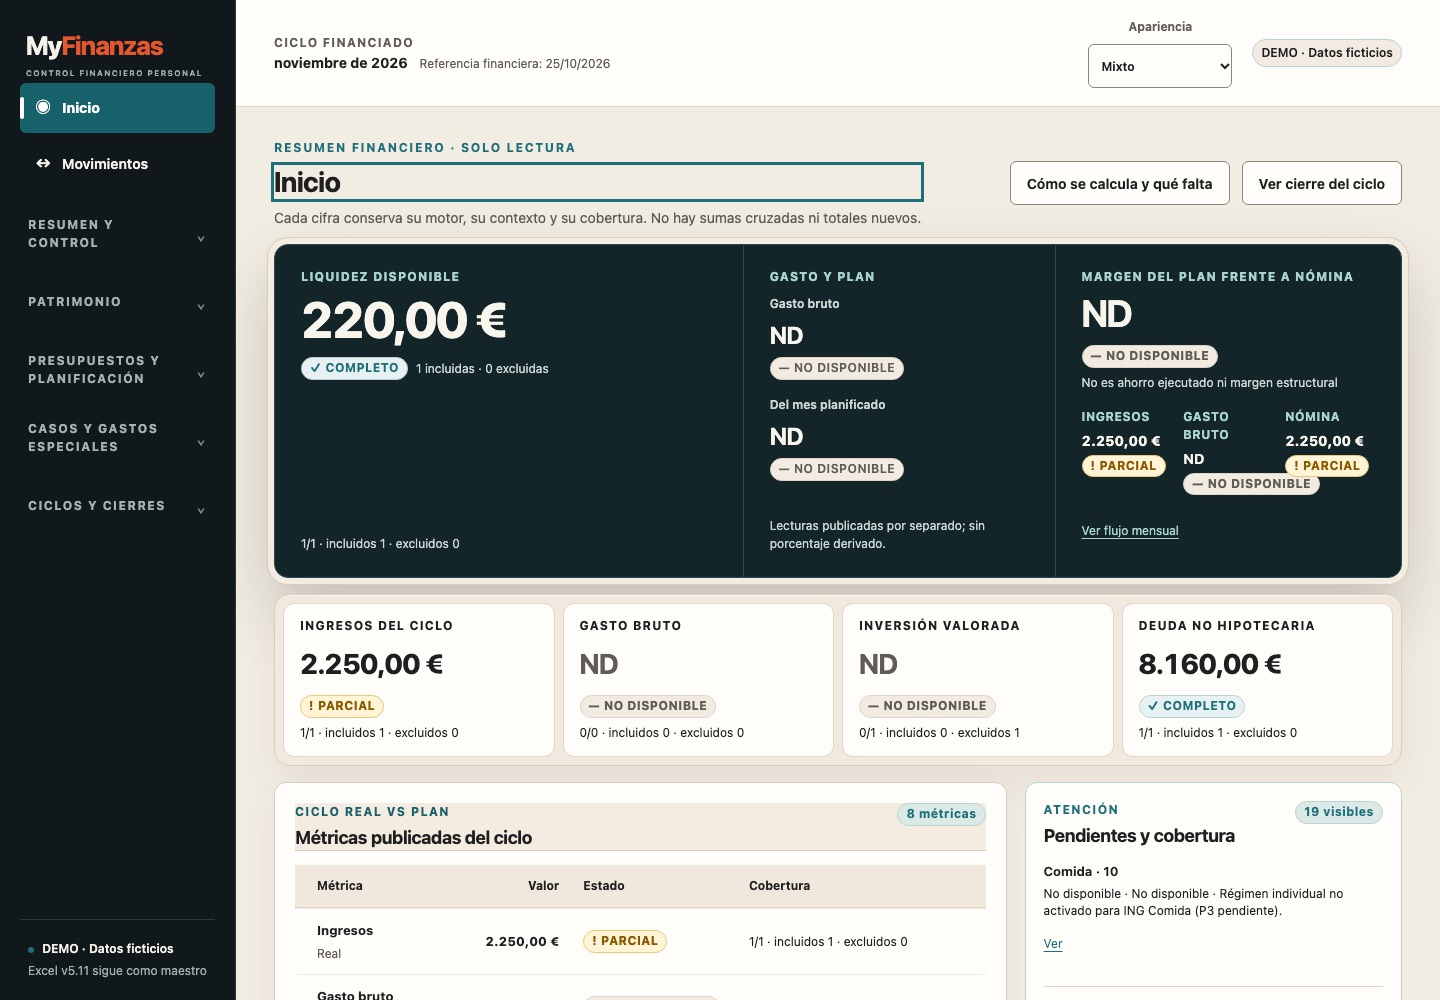 MyFinanzas
CONTROL FINANCIERO PERSONAL
Inicio
Movimientos
RESUMEN Y
CONTROL
PATRIMONIO
PRESUPUESTOS Y
PLANIFICACIÓN
CASOS Y GASTOS
ESPECIALES
CICLOS Y CIERRES
DEMO · Datos ficticios
Excel v5.11 sigue como maestro
CICLO FINANCIADO
noviembre de 2026 Referencia financiera: 25/10/2026
Apariencia
Mixto
DEMO · Datos ficticios
RESUMEN FINANCIERO · SOLO LECTURA
Inicio
Cada cifra conserva su motor, su contexto y su cobertura. No hay sumas cruzadas ni totales nuevos.
Cómo se calcula y qué falta
Ver cierre del ciclo
LIQUIDEZ DISPONIBLE
220,00 €
✓ COMPLETO 1 incluidas · 0 excluidas
1/1 · incluidos 1 · excluidos 0
GASTO Y PLAN
Gasto bruto
ND
— NO DISPONIBLE
Del mes planificado
ND
— NO DISPONIBLE
Lecturas publicadas por separado; sin
porcentaje derivado.
MARGEN DEL PLAN FRENTE A NÓMINA
ND
— NO DISPONIBLE
No es ahorro ejecutado ni margen estructural
INGRESOS
2.250,00 €
! PARCIAL
GASTO
BRUTO
ND
— NO DISPONIBLE
NÓMINA
2.250,00 €
! PARCIAL
Ver flujo mensual
INGRESOS DEL CICLO
2.250,00 €
! PARCIAL
1/1 · incluidos 1 · excluidos 0
GASTO BRUTO
ND
— NO DISPONIBLE
0/0 · incluidos 0 · excluidos 0
INVERSIÓN VALORADA
ND
— NO DISPONIBLE
0/1 · incluidos 0 · excluidos 1
DEUDA NO HIPOTECARIA
8.160,00 €
✓ COMPLETO
1/1 · incluidos 1 · excluidos 0
CICLO REAL VS PLAN
Métricas publicadas del ciclo
8 métricas
Métrica Valor Estado Cobertura
Ingresos
Real
2.250,00 €
! PARCIAL
1/1 · incluidos 1 · excluidos 0
Gasto bruto
ATENCIÓN
Pendientes y cobertura
19 visibles
Comida · 10
No disponible · No disponible · Régimen individual no
activado para ING Comida (P3 pendiente).
Ver